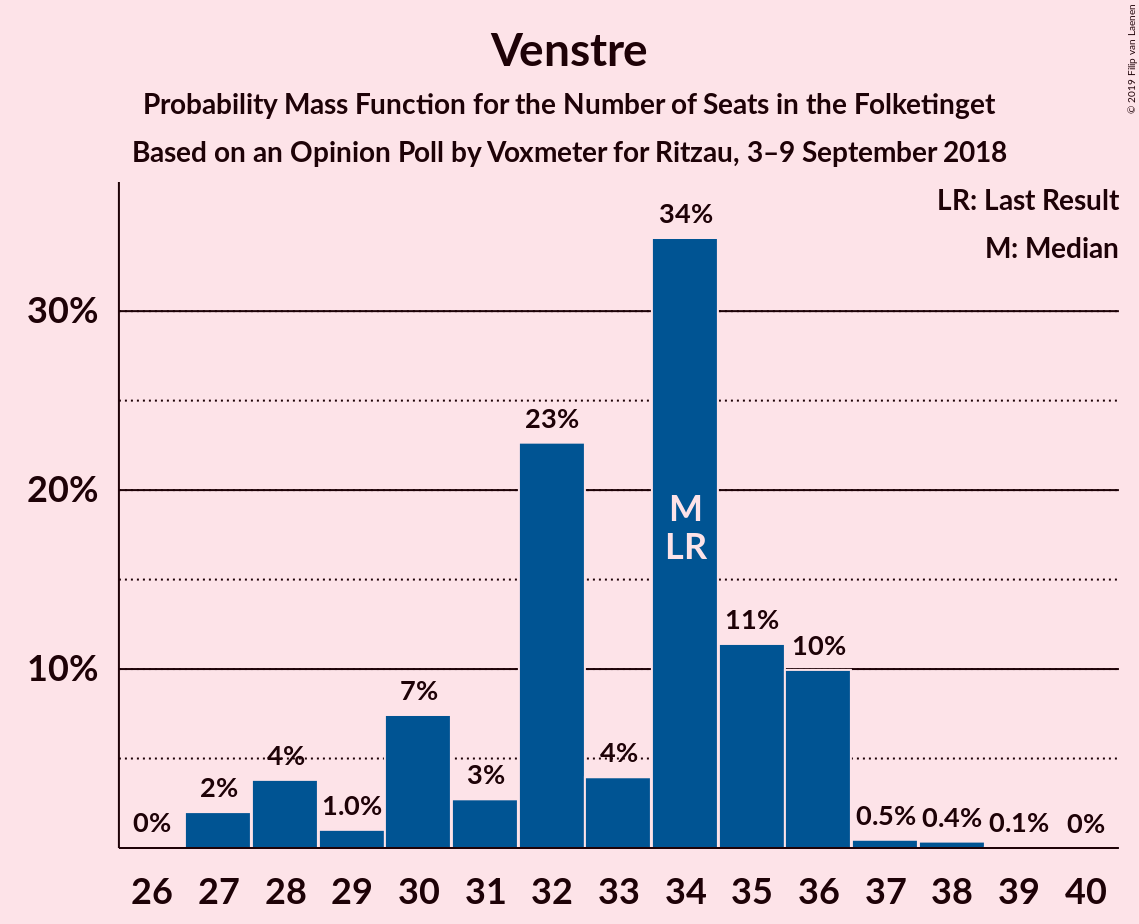 Venstre
Probability Mass Function for the Number of Seats in the Folketinget
Based on an Opinion Poll by Voxmeter for Ritzau, 3–9 September 2018
© 2019 Filip van Laenen
LR: Last Result
M: Median
30%
20%
10%
0%
2%
4%
1.0%
7%
3%
23%
4%
34%
11%
10%
0.5%
0.4%
0.1%
0%
M
LR
26 27 28 29 30 31 32 33 34 35 36 37 38 39 40